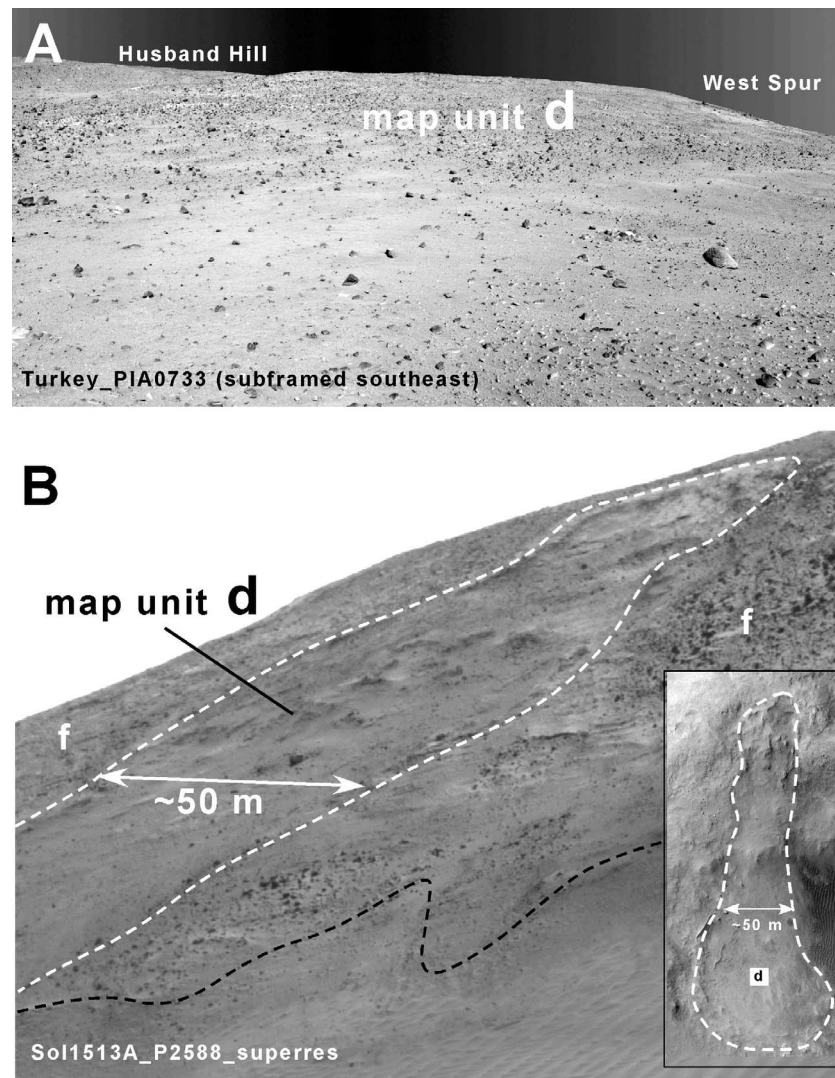 A
Husband Hill
West Spur
map unit d
Turkey_PIA0733 (subframed southeast)
B
map unit d
f
f
~50 m
~50 m
d
Sol1513A_P2588_superres